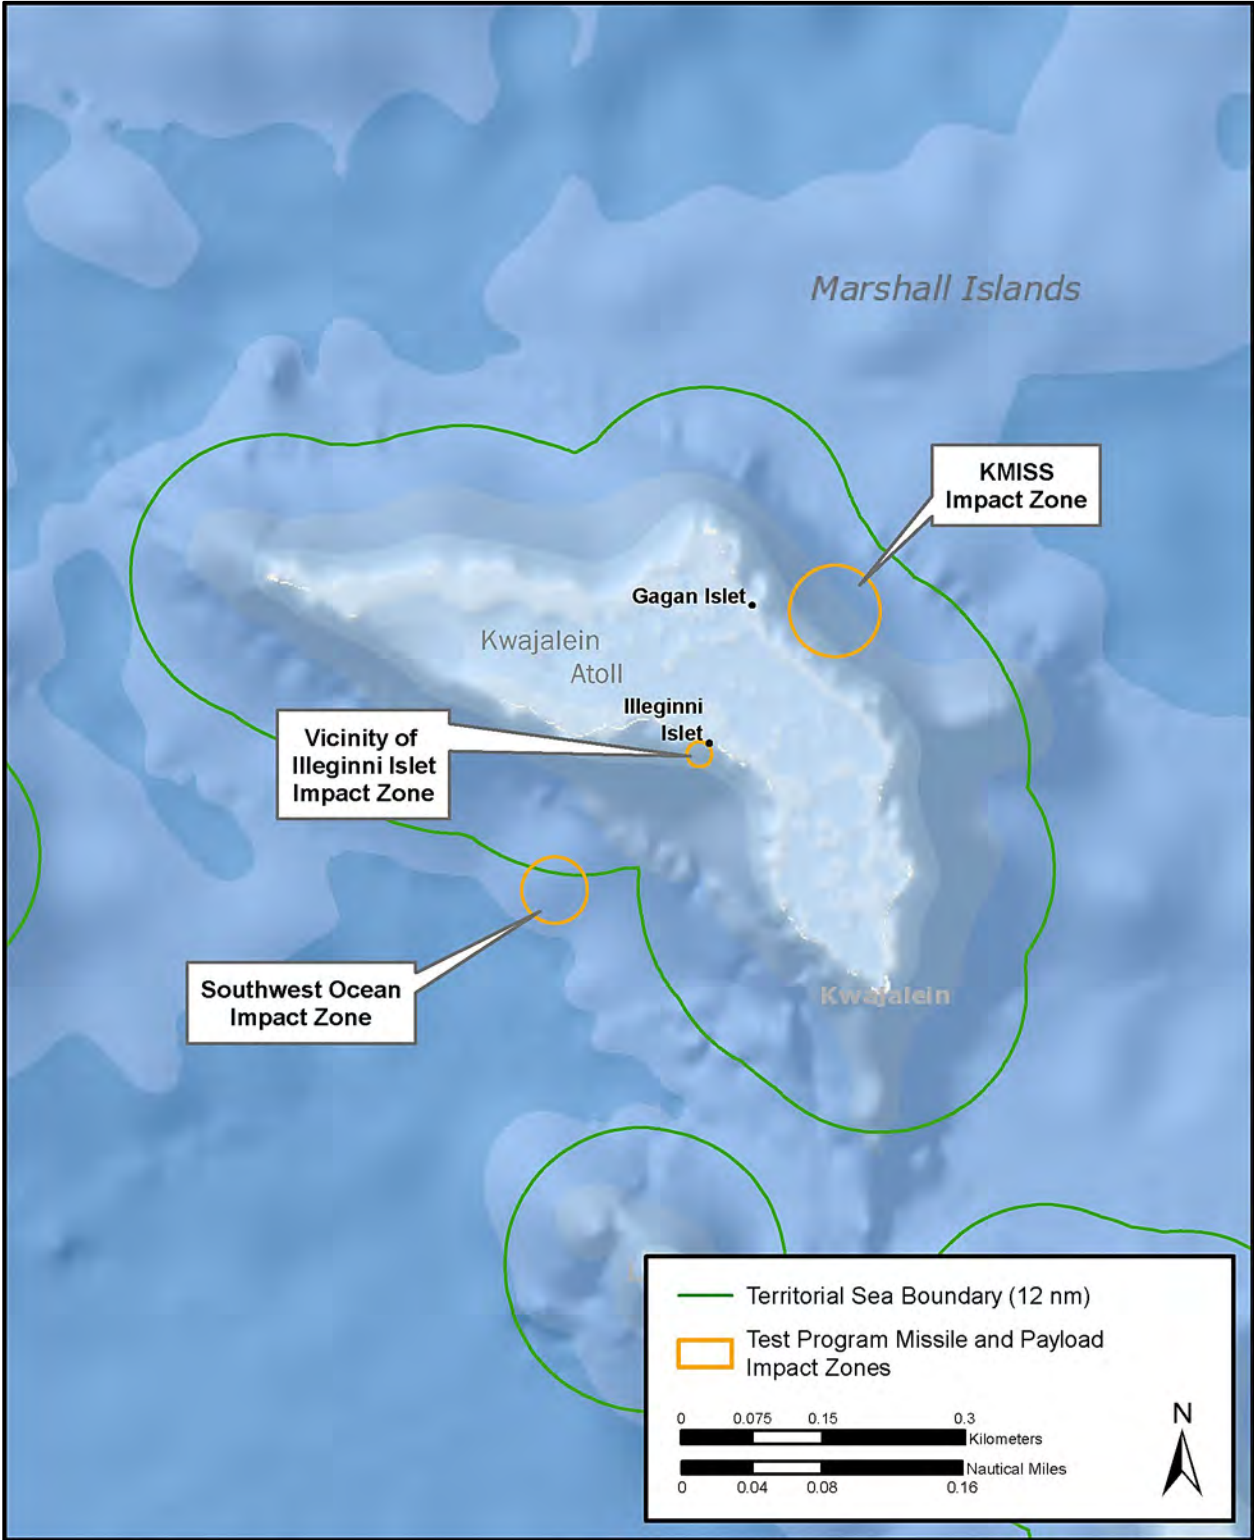 Marshall Islands
KMISS
Impact Zone
Gagan Islet
Kwajalein
Atoll
Illeginni
Islet
Vicinity of
Illeginni Islet
Impact Zone
Southwest Ocean
Impact Zone
Kwajalein
Territorial Sea Boundary (12 nm)
Test Program Missile and Payload
Impact Zones
N
0 0.075 0.15 0.3
Kilometers
Nautical Miles
0 0.04 0.08 0.16